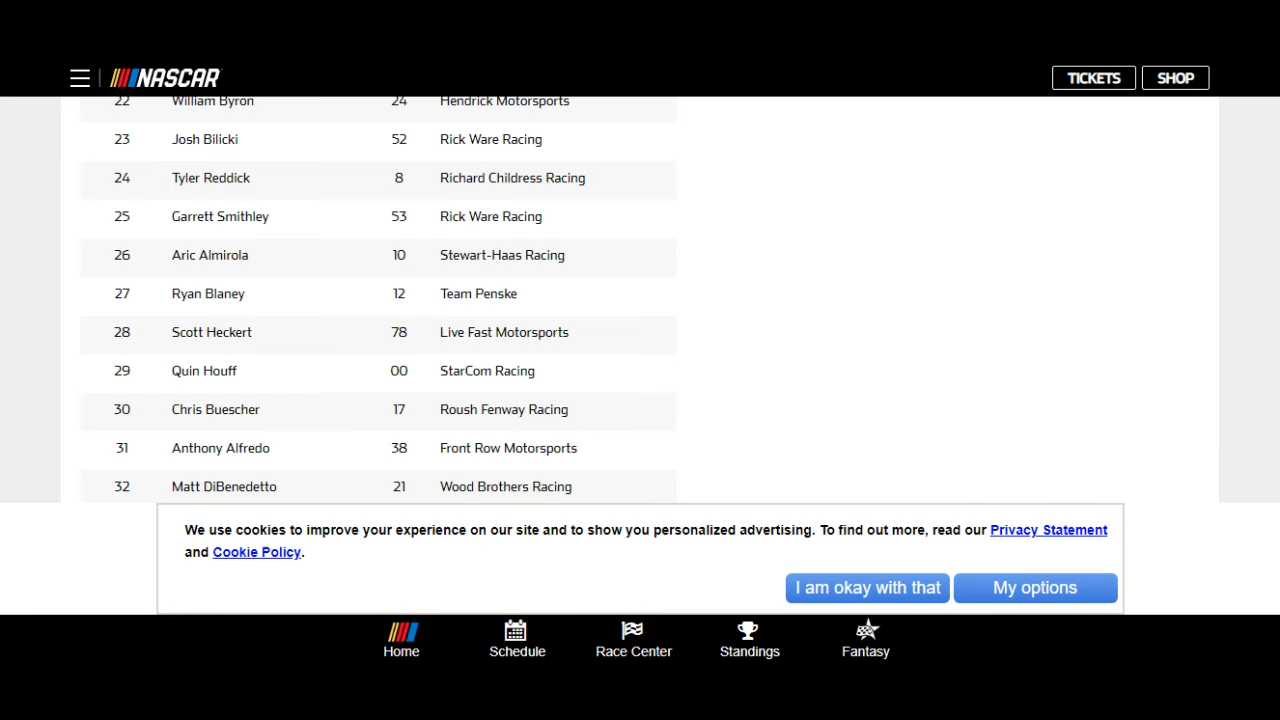 NASCAR TICKETS SHOP
22 William Byron 24 Hendrick Motorsports
23 Josh Bilicki 52 Rick Ware Racing
24 Tyler Reddick 8 Richard Childress Racing
25 Garrett Smithley 53 Rick Ware Racing
26 Aric Almirola 10 Stewart-Haas Racing
27 Ryan Blaney 12 Team Penske
28 Scott Heckert 78 Live Fast Motorsports
29 Quin Houff 00 StarCom Racing
30 Chris Buescher 17 Roush Fenway Racing
31 Anthony Alfredo 38 Front Row Motorsports
32 Matt DiBenedetto 21 Wood Brothers Racing
We use cookies to improve your experience on our site and to show you personalized advertising. To find out more, read our Privacy Statement
and Cookie Policy.
I am okay with that My options
Home Schedule Race Center Standings Fantasy